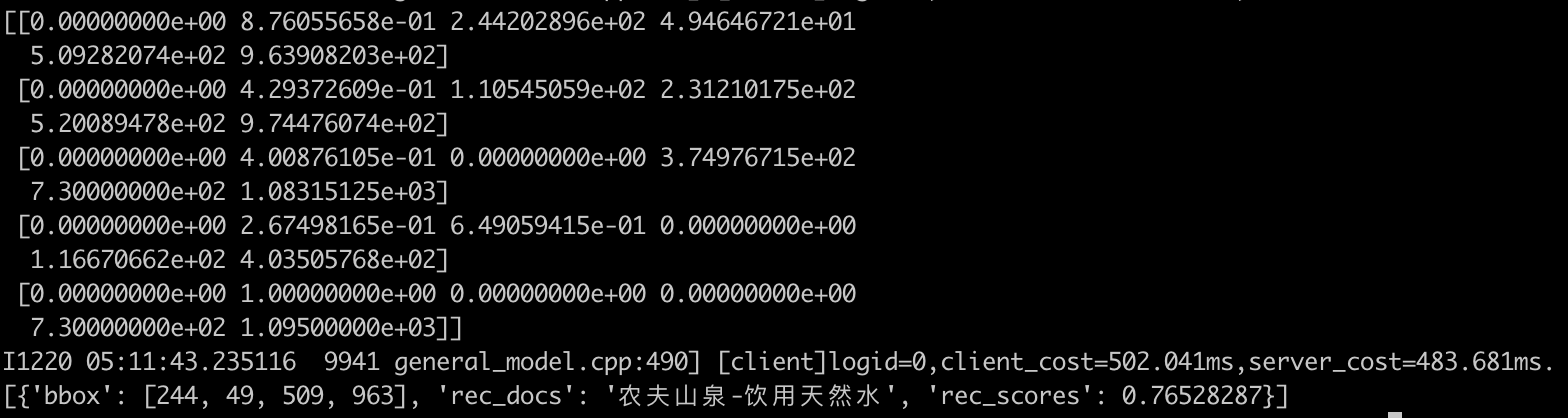 [[0.00000000e+00 8.76055658e-01 2.44202896e+02 4.94646721e+01
5.09282074e+02 9.63908203e+02]
[0.00000000e+00 4.29372609e-01 1.10545059e+02 2.31210175e+02
5.20089478e+02 9.74476074e+02]
[0.00000000e+00 4.00876105e-01 0.00000000e+00 3.74976715e+02
7.30000000e+02 1.08315125e+03]
[0.00000000e+00 2.67498165e-01 6.49059415e-01 0.00000000e+00
1.16670662e+02 4.03505768e+02]
[0.00000000e+00 1.00000000e+00 0.00000000e+00 0.00000000e+00
7.30000000e+02 1.09500000e+03]]
I1220 05:11:43.235116  9941 general_model.cpp:490] [client]logid=0,client_cost=502.041ms,server_cost=483.681ms.
[{'bbox': [244, 49, 509, 963], 'rec_docs': '农夫山泉-饮用天然水', 'rec_scores': 0.76528287}]